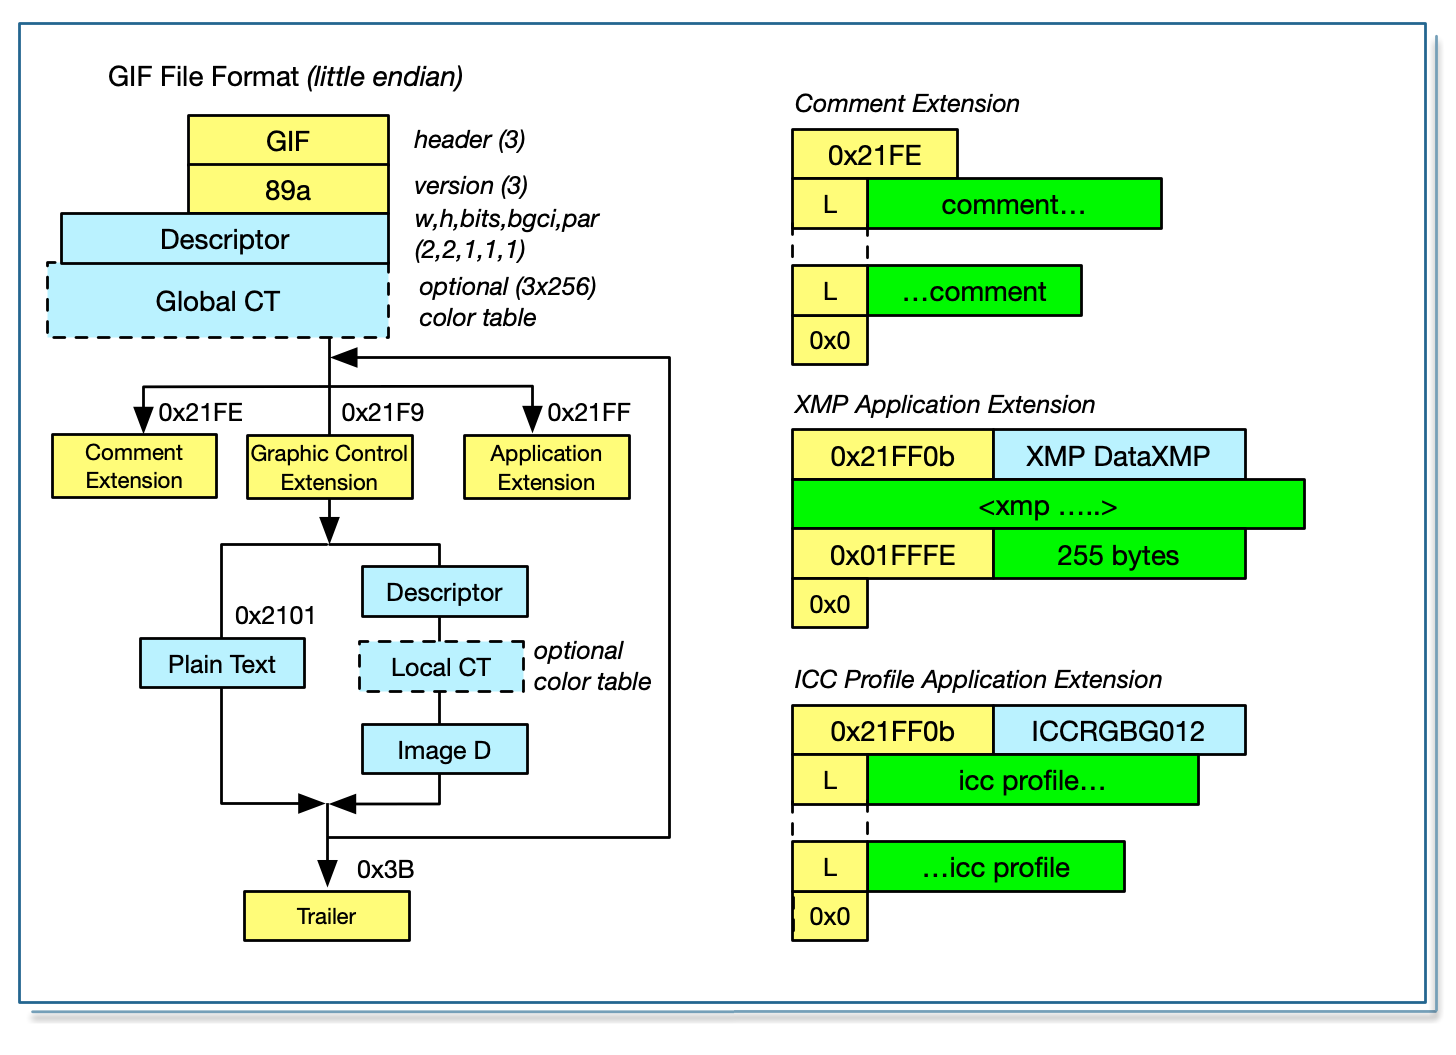 GIF File Format (little endian)
GIF
header (3)
89a
version (3)
Descriptor
w,h,bits,bgci,par
(2,2,1,1,1)
Global CT
optional (3x256)
color table
0x21FE
0x21F9
0x21FF
Comment
Extension
Graphic Control
Extension
Application
Extension
Descriptor
0x2101
Plain Text
Local CT
optional
color table
Image D
0x3B
Trailer
Comment Extension
0x21FE
L
comment…
L
…comment
0x0
XMP Application Extension
0x21FF0b
XMP DataXMP
<xmp …..>
0x01FFFE
255 bytes
0x0
ICC Profile Application Extension
0x21FF0b
ICCRGBG012
L
icc profile…
L
…icc profile
0x0